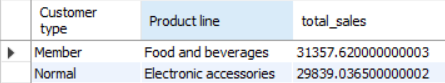 Customer type Product line total_sales
Member Food and beverages 31357.620000000003
Normal Electronic accessories 29839.036500000002